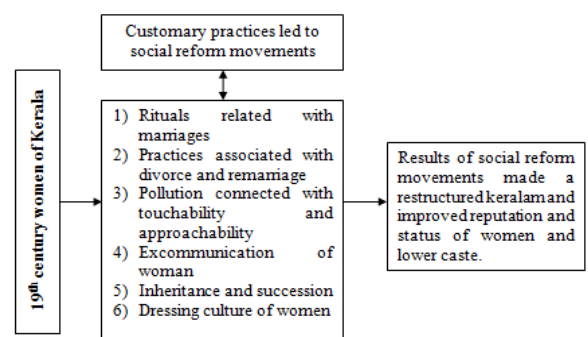 Customary practices led to
social reform movements
19th century women of Kerala
1) Rituals related with
marriages
2) Practices associated with
divorce and remarriage
3) Pollution connected with
touchability and
approachability
4) Excommunication of
woman
5) Inheritance and succession
6) Dressing culture of women
Results of social reform
movements made a
restructured keralam and
improved reputation and
status of women and
lower caste.